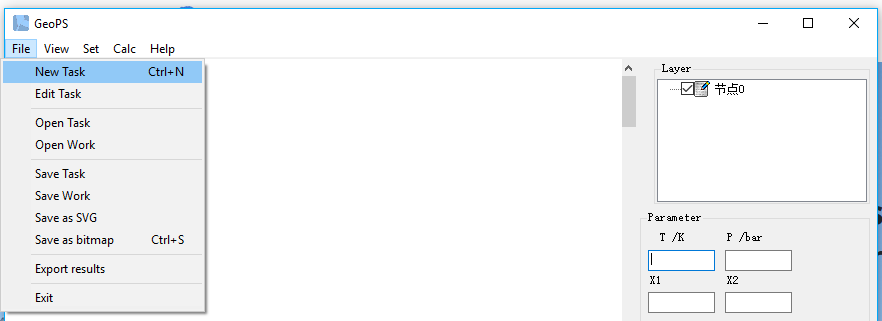 GeoPS
File View Set Calc Help
New Task Ctrl+N
Edit Task
Open Task
Open Work
Save Task
Save Work
Save as SVG
Save as bitmap Ctrl+S
Export results
Exit
Layer
节点0
Parameter
T /K P /bar
X1 X2